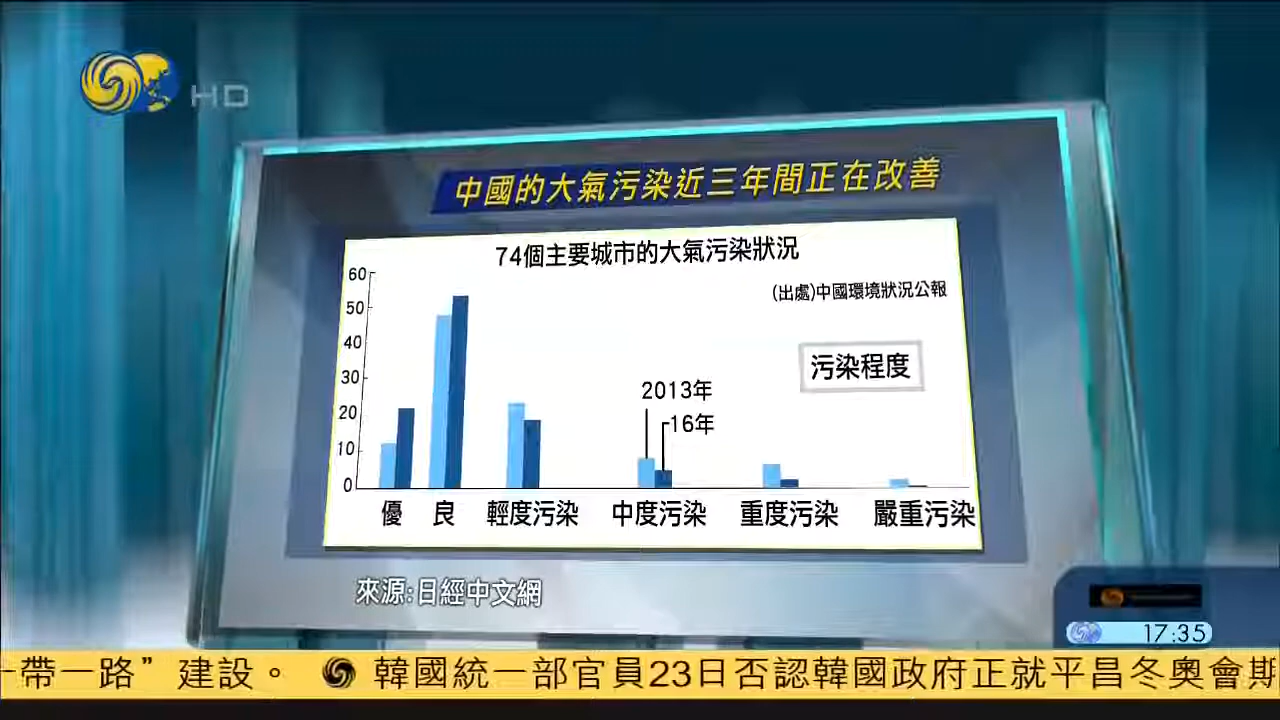 HD
中國的大氣污染近三年間正在改善
74個主要城市的大氣污染狀況
(出處)中國環境狀況公報
污染程度
60
50
40
30
20
10
0
2013年
16年
優 良 輕度污染 中度污染 重度污染 嚴重污染
來源:日經中文網
17:35
一帶一路”建設。 韓國統一部官員23日否認韓國政府正就平昌冬奧會期